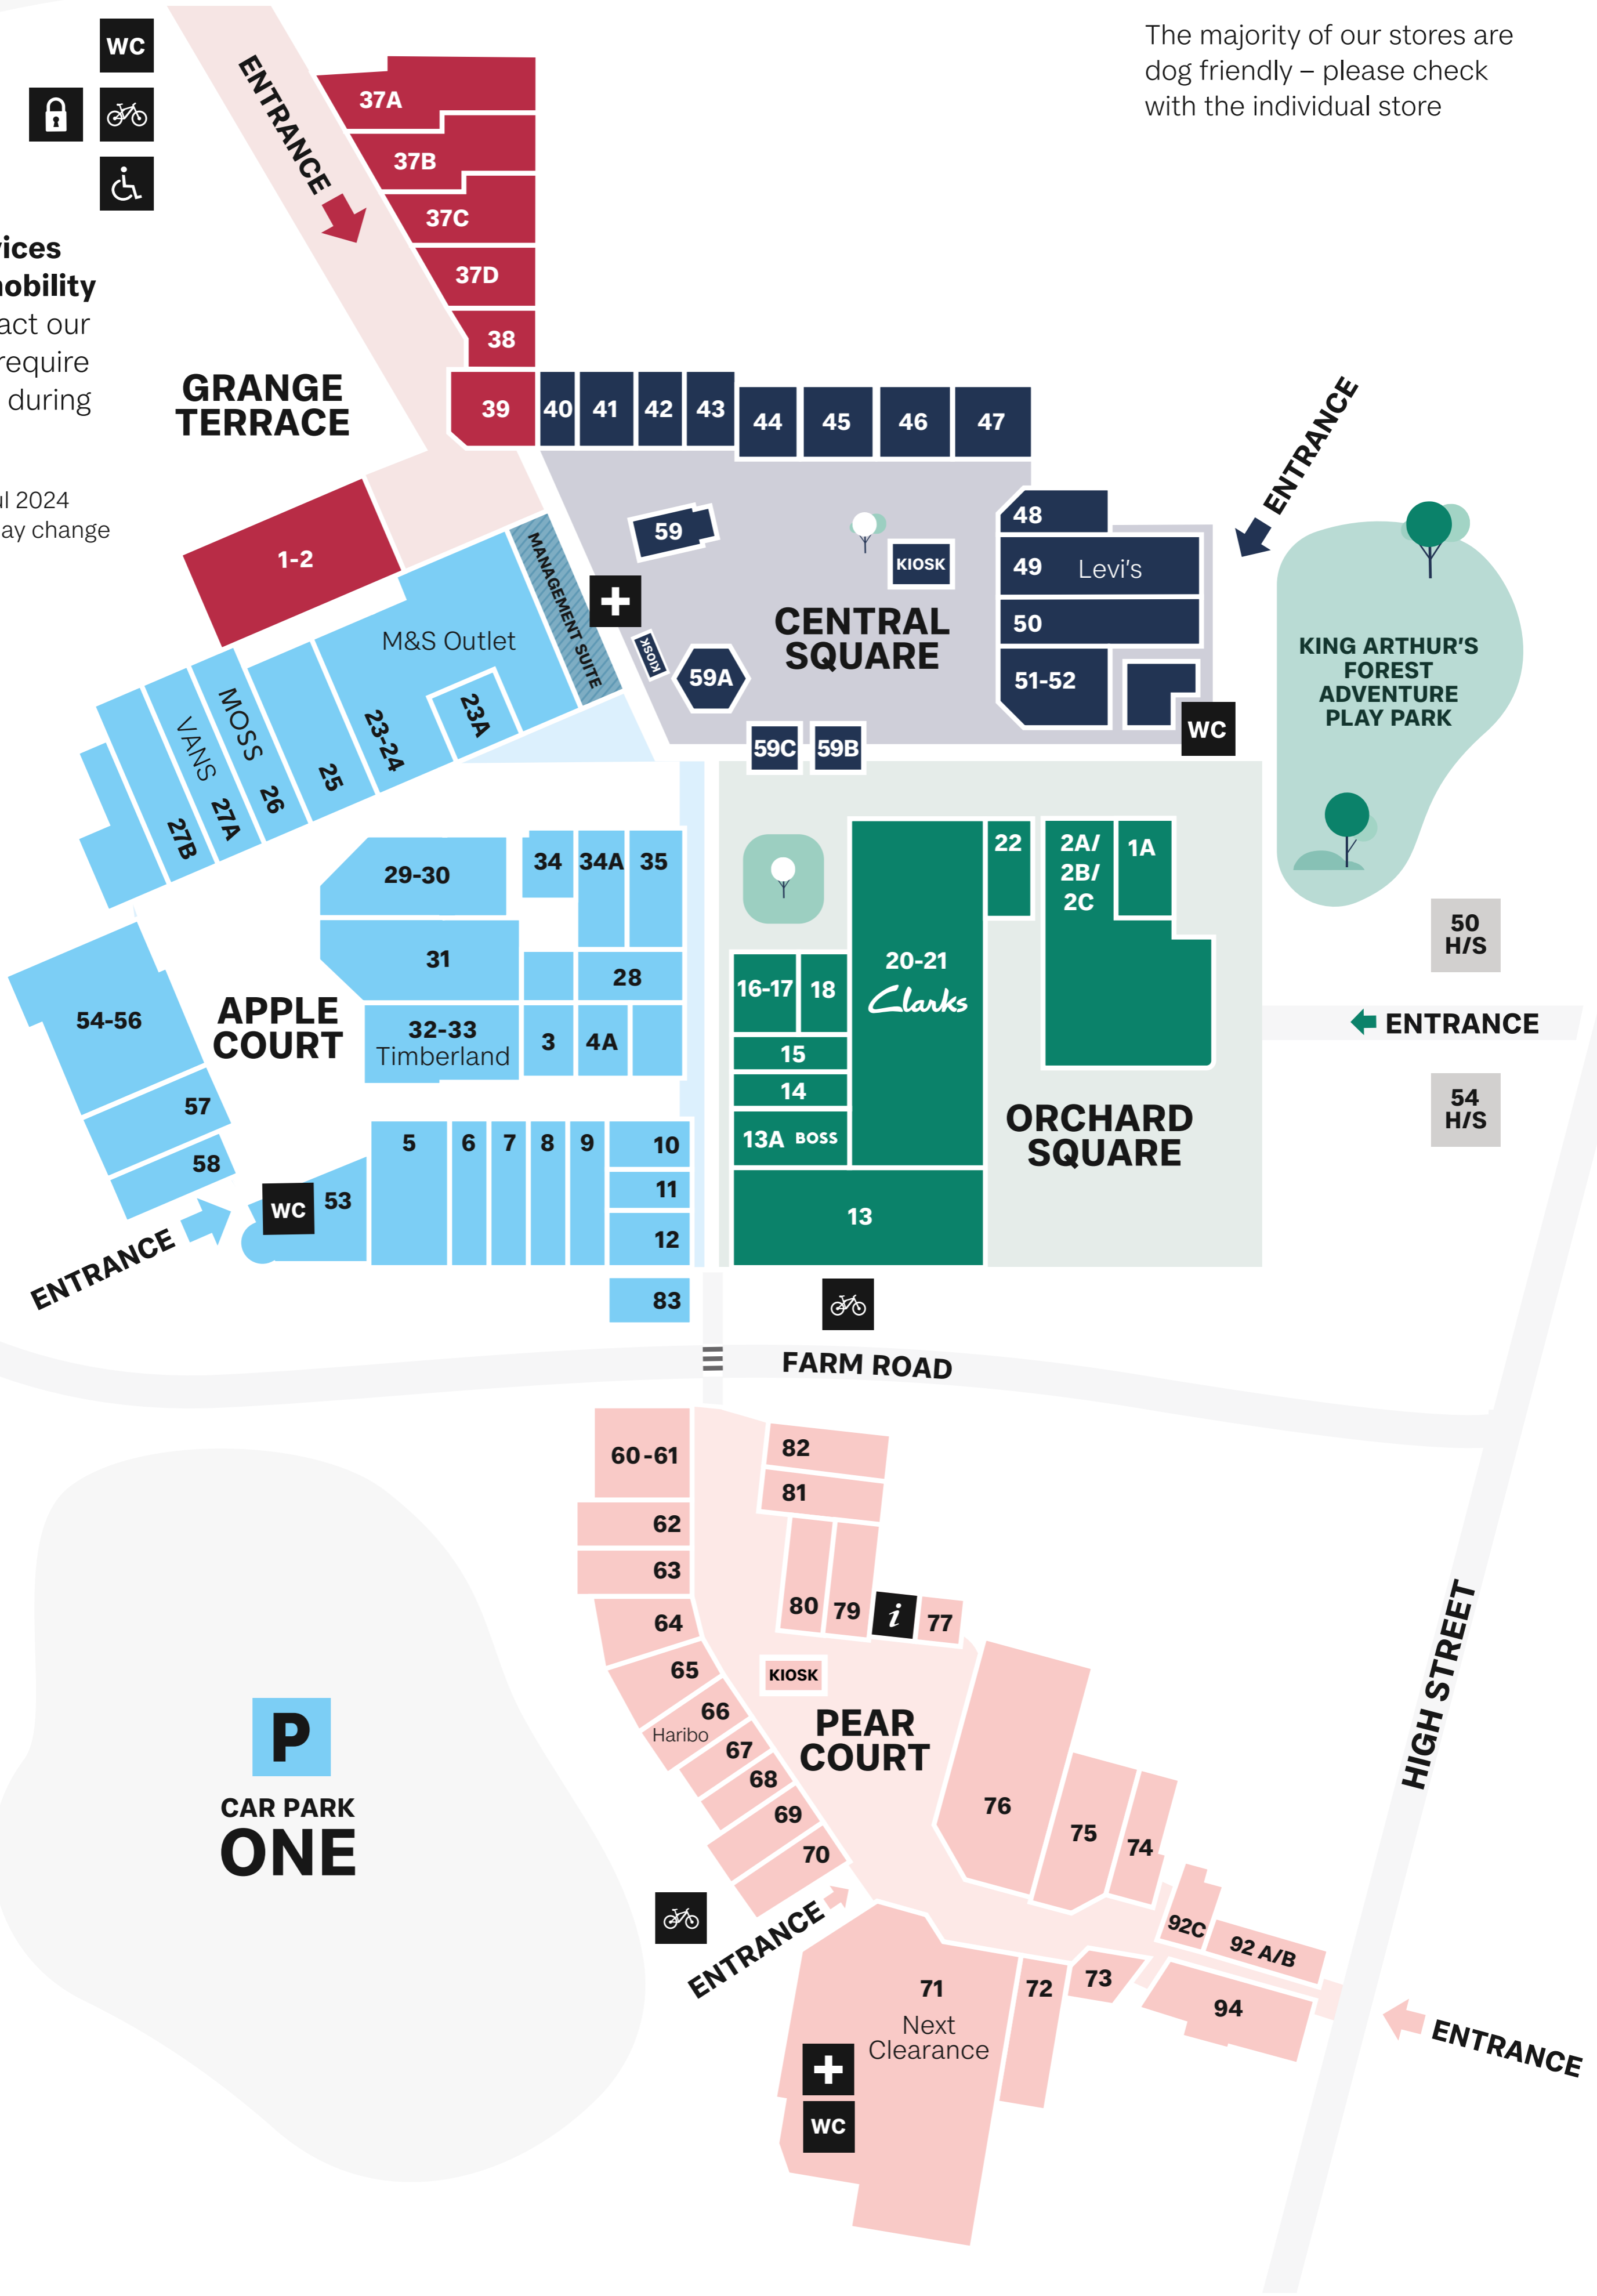 WC
The majority of our stores are
dog friendly – please check
with the individual store
ENTRANCE
37A
37B
37C
37D
38
39
vices
mobility
act our
require
during
ul 2024
ay change
GRANGE
TERRACE
1-2
40
41
42
43
44
45
46
47
ENTRANCE
59
KIOSK
KIOSK
59A
59C
59B
CENTRAL
SQUARE
48
49 Levi's
50
51-52
WC
KING ARTHUR'S
FOREST
ADVENTURE
PLAY PARK
MANAGEMENT SUITE
M&S Outlet
23A
23-24
25
MOSS 26
VANS 27A
27B
29-30
34
34A
35
31
28
32-33
Timberland
3
4A
APPLE
COURT
54-56
57
58
WC
53
ENTRANCE
5
6
7
8
9
10
11
12
83
22
2A/
2B/
2C
1A
20-21
Clarks
16-17
18
15
14
13A BOSS
13
ORCHARD
SQUARE
50
H/S
ENTRANCE
54
H/S
FARM ROAD
60-61
62
63
64
65
66
Haribo
67
68
69
70
82
81
80
79
i
77
KIOSK
PEAR
COURT
76
75
74
HIGH STREET
P
CAR PARK
ONE
ENTRANCE
92C
92 A/B
71
Next
Clearance
72
73
94
WC
ENTRANCE